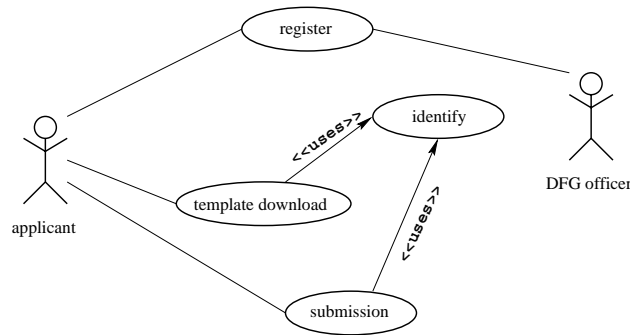 register
<<uses>>
identify
DFG officer
template download
applicant
<<uses>>
submission